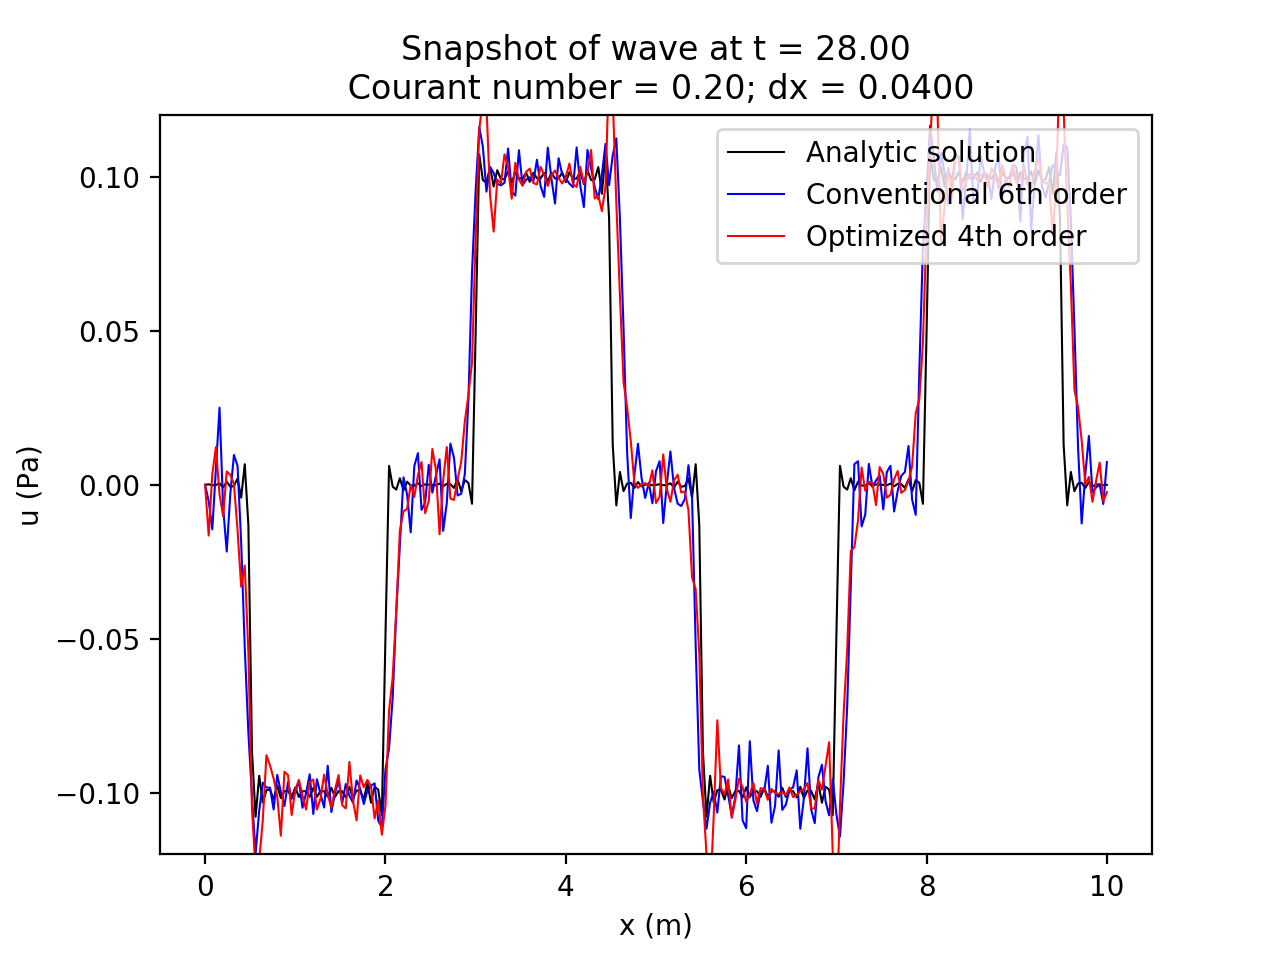 Snapshot of wave at t = 28.00
Courant number = 0.20; dx = 0.0400
Analytic solution
Conventional 6th order
Optimized 4th order
0.10
0.05
0.00
−0.05
−0.10
u (Pa)
0 2 4 6 8 10
x (m)